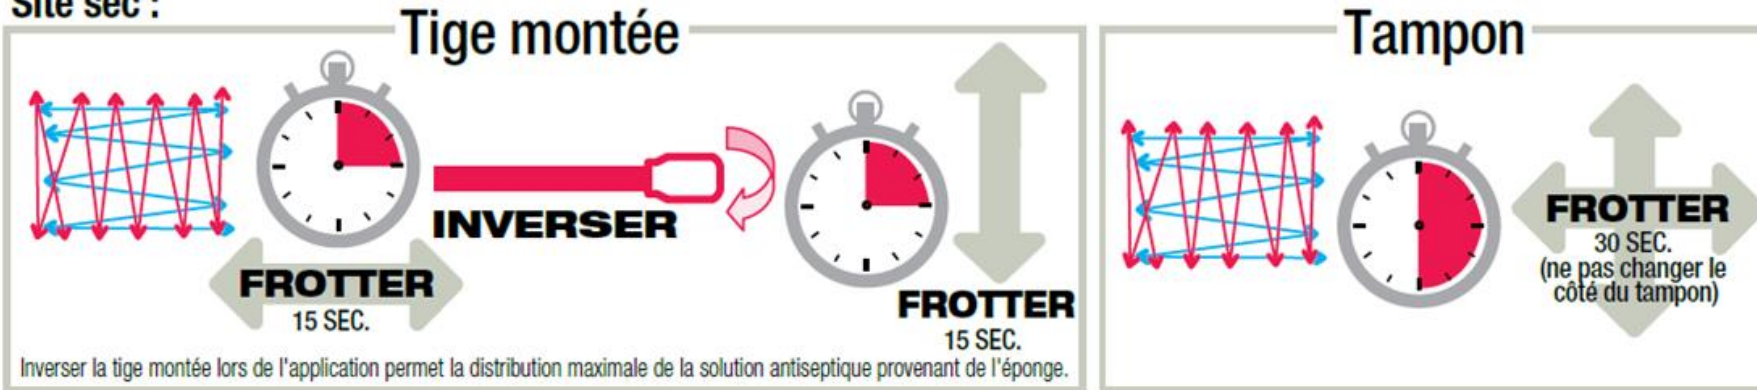 Site sec :
Tige montée
FROTTER
15 SEC.
INVERSER
FROTTER
15 SEC.
Inverser la tige montée lors de l'application permet la distribution maximale de la solution antiseptique provenant de l'éponge.
Tampon
FROTTER
30 SEC.
(ne pas changer le
côté du tampon)